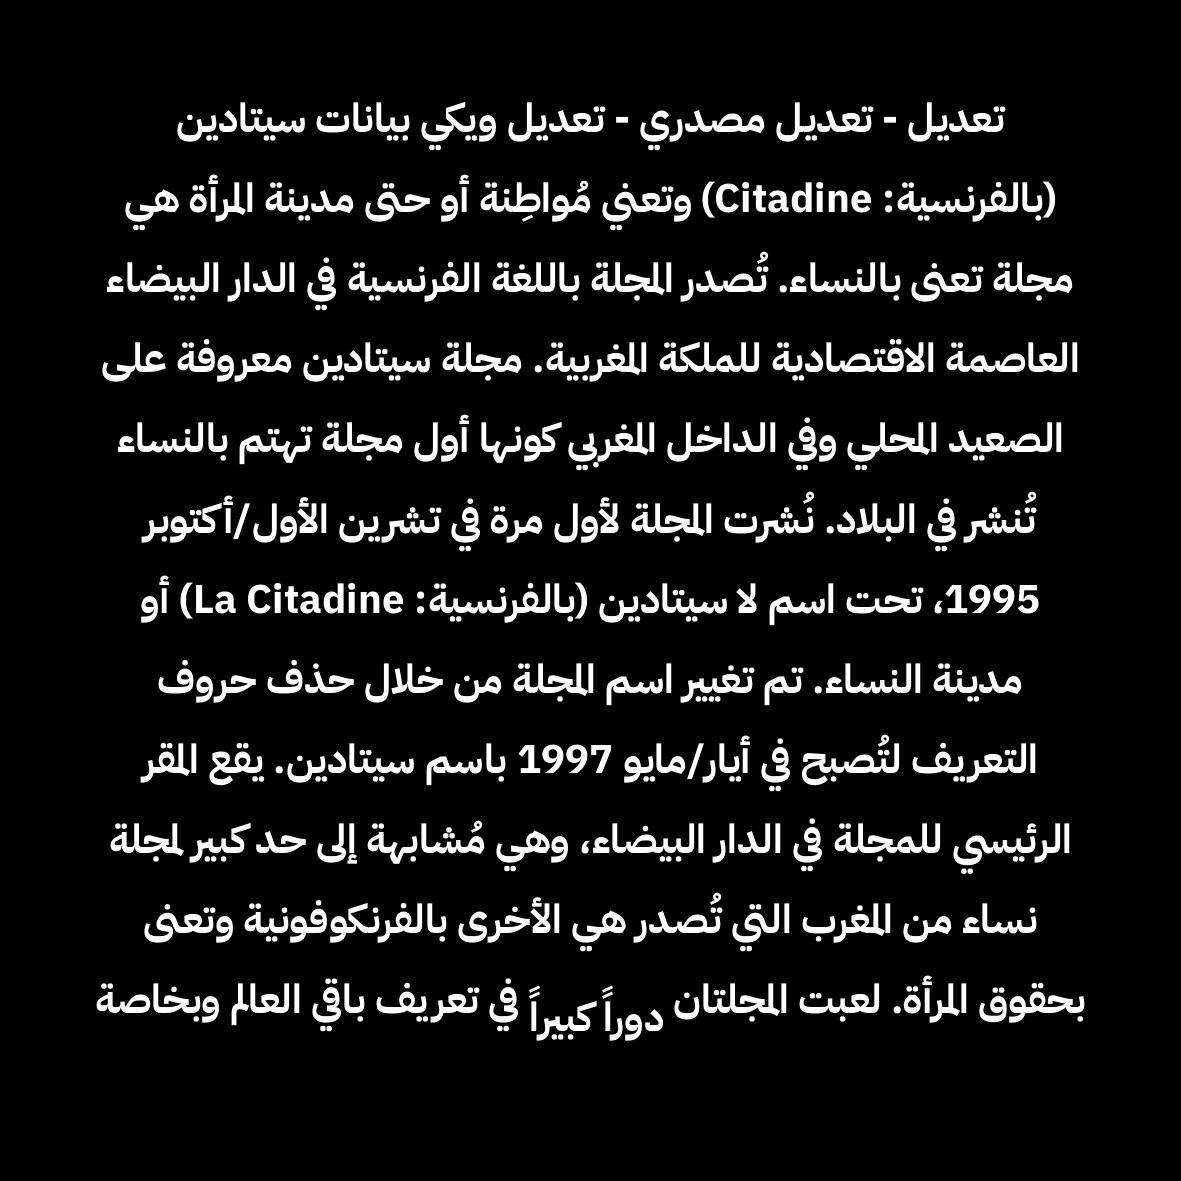 تعديل - تعديل مصدري - تعديل ويكي بيانات سيتادين
(بالفرنسية: Citadine) وتعني مُواطِنة أو حتى مدينة المرأة هي
مجلة تعنى بالنساء. تُصدر المجلة باللغة الفرنسية في الدار البيضاء
العاصمة الاقتصادية للملكة المغربية. مجلة سيتادين معروفة على
الصعيد المحلي وفي الداخل المغربي كونها أول مجلة تهتم بالنساء
تُنشر في البلاد. نُشرت المجلة لأول مرة في تشرين الأول/أكتوبر
1995، تحت اسم لا سيتادين (بالفرنسية: La Citadine) أو
مدينة النساء. تم تغيير اسم المجلة من خلال حذف حروف
التعريف لتُصبح في أيار/مايو 1997 باسم سيتادين. يقع المقر
الرئيسي للمجلة في الدار البيضاء، وهي مُشابهة إلى حد كبير لمجلة
نساء من المغرب التي تُصدر هي الأخرى بالفرنكوفونية وتعنى
بحقوق المرأة. لعبت المجلتان دوراً كبيراً في تعريف باقي العالم وبخاصة